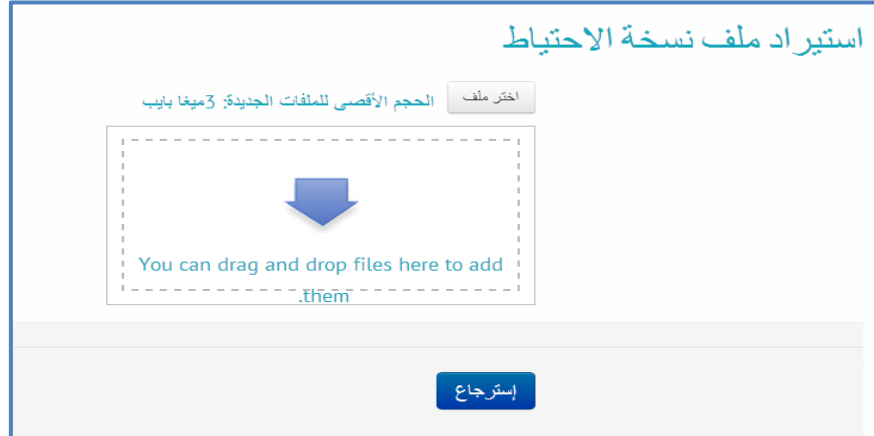 استيراد ملف نسخة الاحتياط
اختر ملف
الحجم الأقصى للملفات الجديدة: 3ميغا بايب
You can drag and drop files here to add
.them
إسترجاع